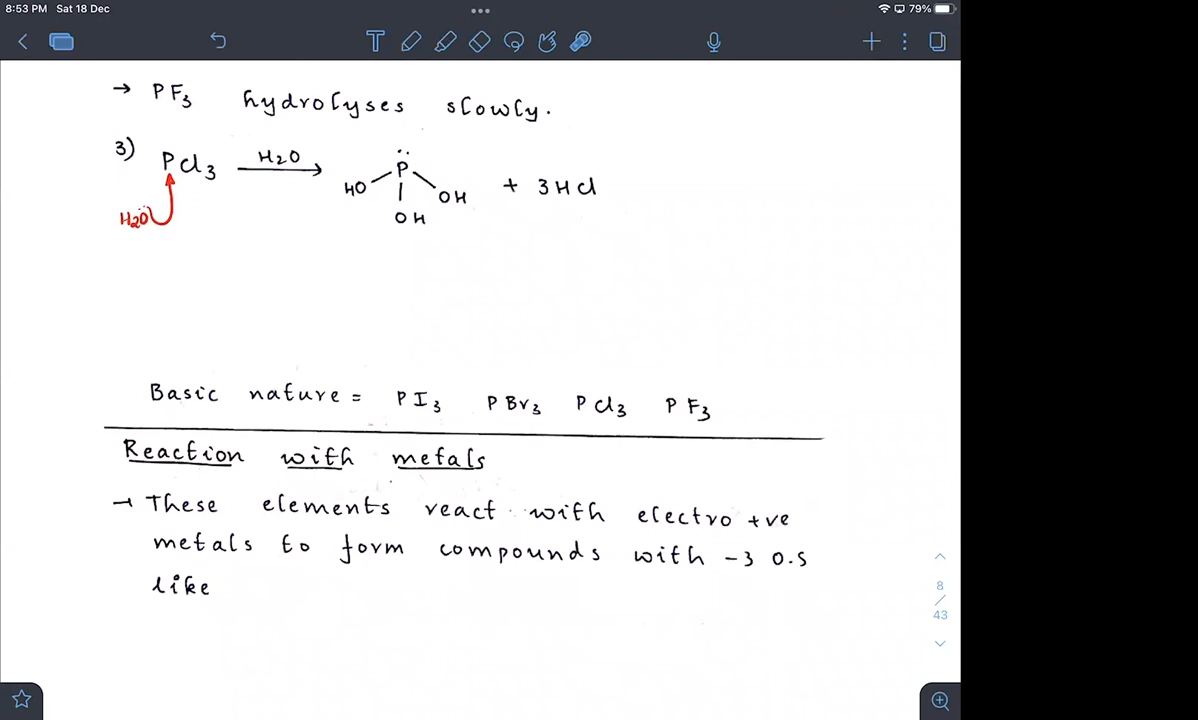 8:53 PM Sat 18 Dec
79%
→ PF₃ hydrolyses slowly.
3) PCl₃ H₂O → P + 3HCl
HO OH
OH
H₂O
Basic nature = PI₃ PBr₃ PCl₃ PF₃
Reaction with metals
→ These elements react with electro +ve
metals to form compounds with -3 O.S
like
8
/
43